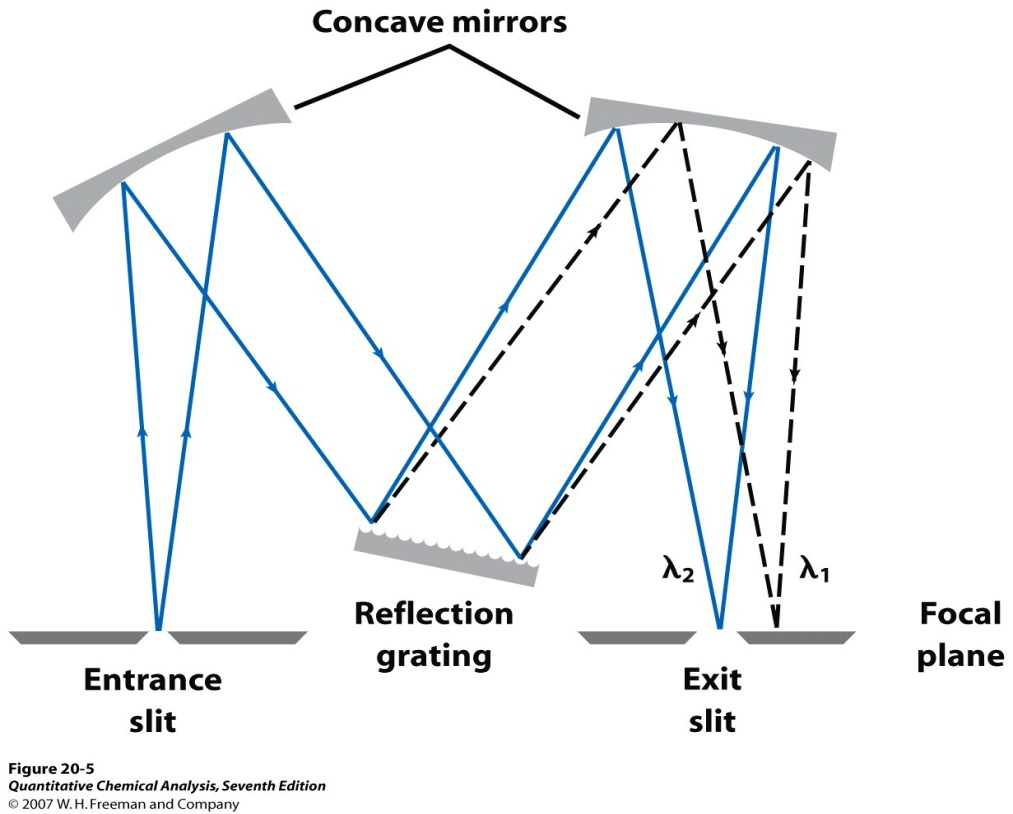 Concave mirrors
λ2
λ1
Reflection
grating
Focal
plane
Entrance
slit
Exit
slit
Figure 20-5
Quantitative Chemical Analysis, Seventh Edition
© 2007 W. H. Freeman and Company